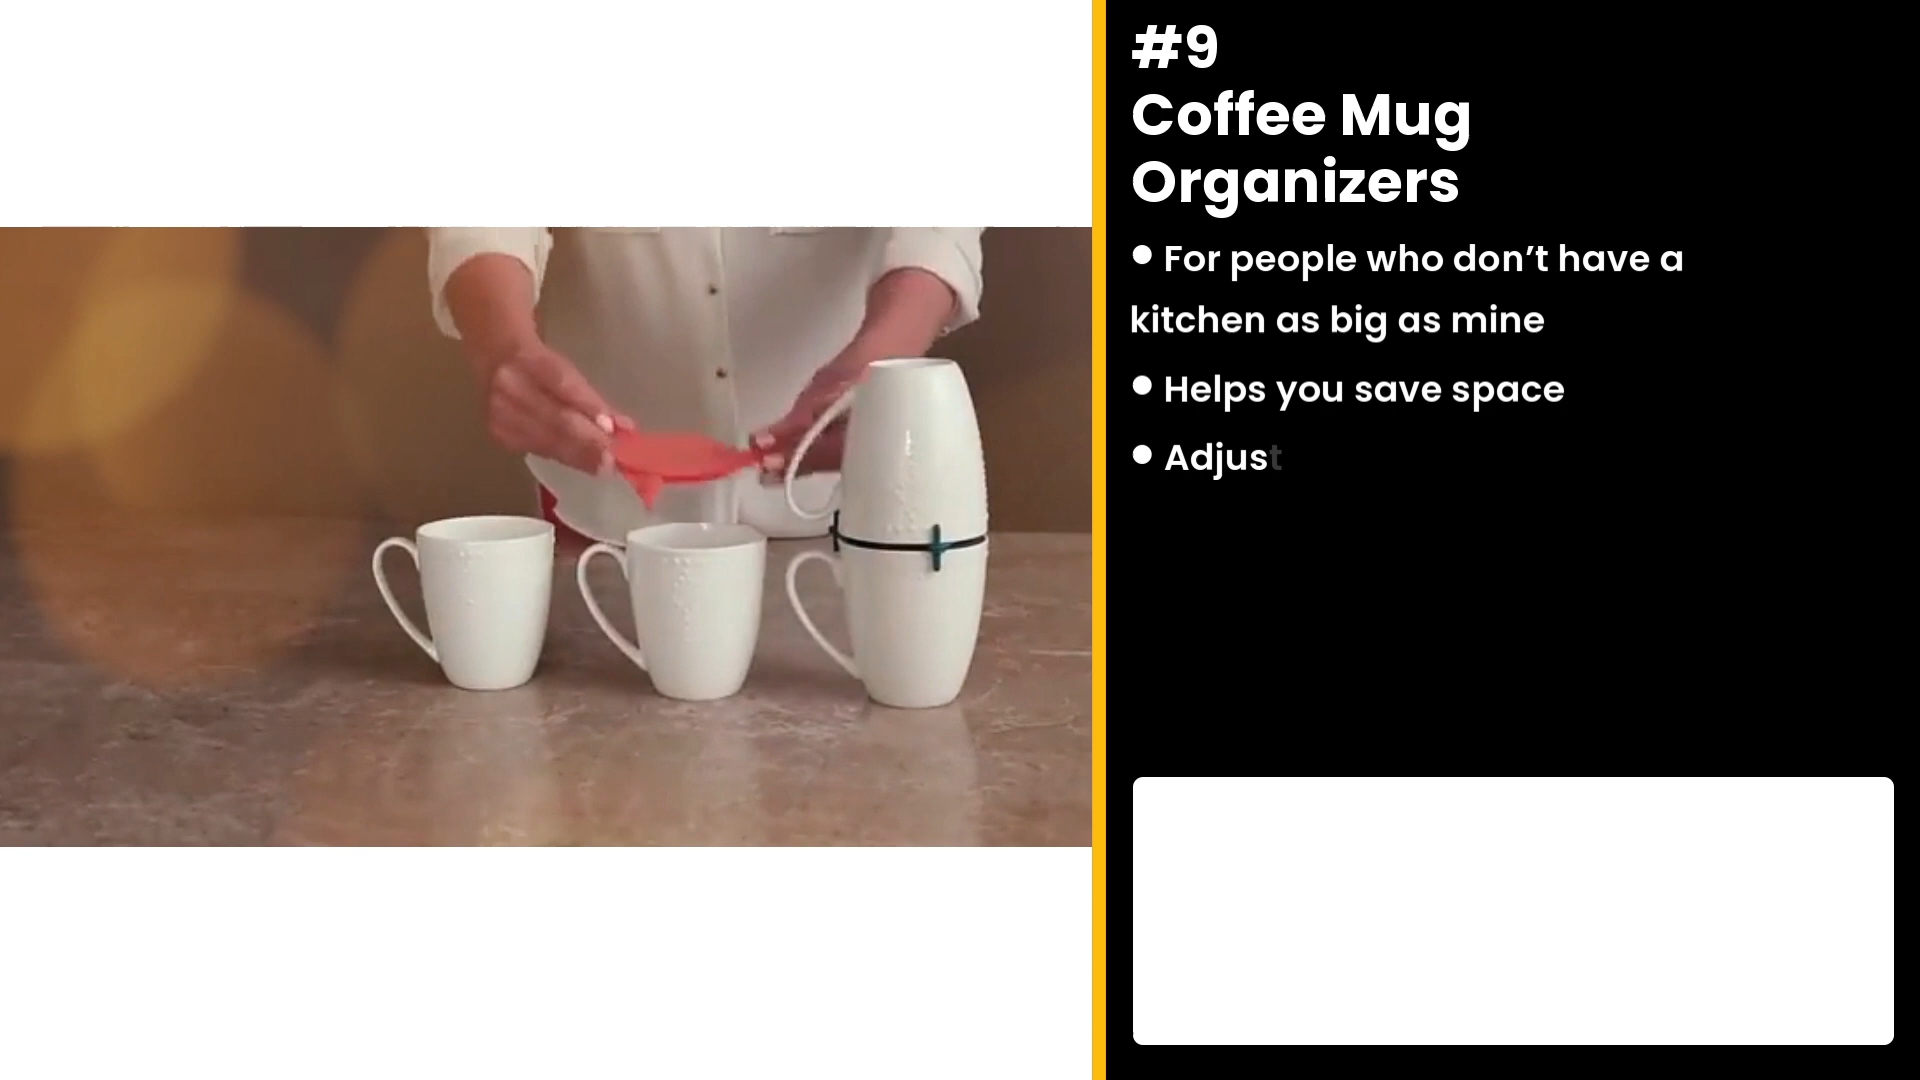 #9
Coffee Mug
Organizers
● For people who don’t have a
kitchen as big as mine
● Helps you save space
● Adjust